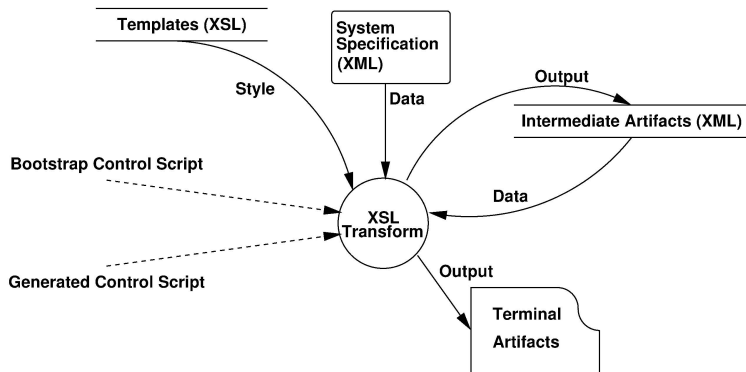 Templates (XSL)
System
Specification
(XML)
Style
Data
Output
Intermediate Artifacts (XML)
Bootstrap Control Script
Data
XSL
Transform
Generated Control Script
Output
Terminal
Artifacts